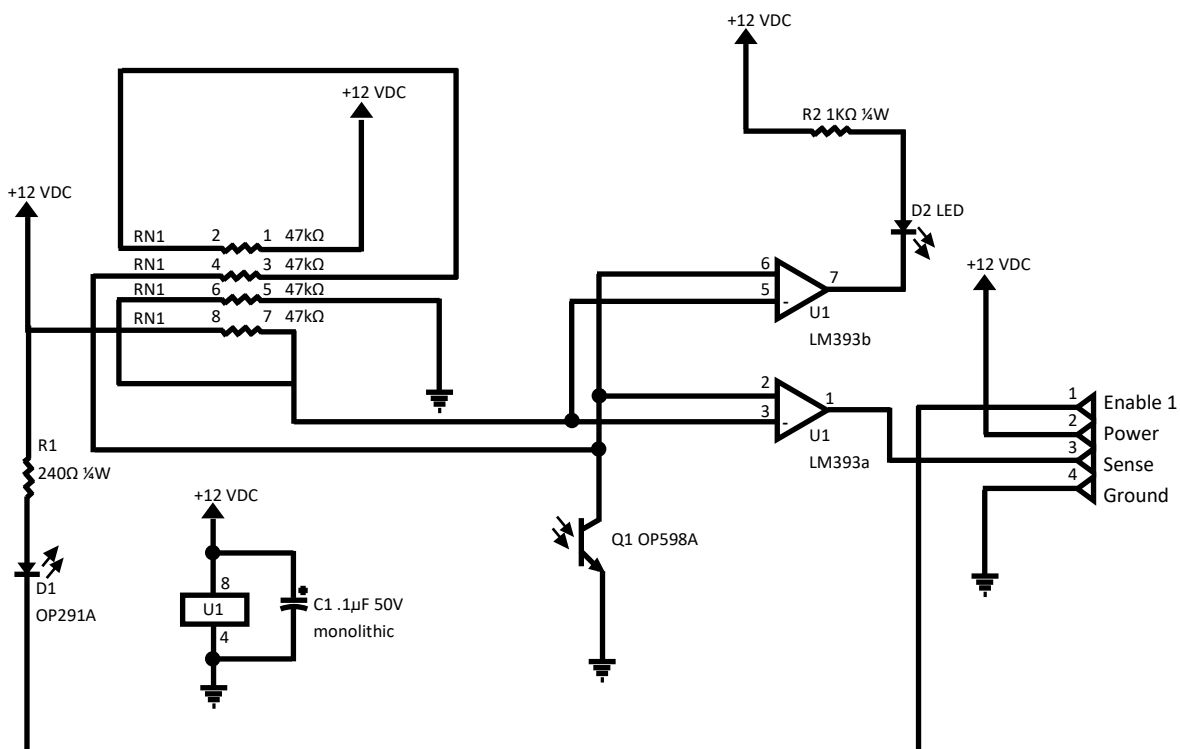 +12 VDC
+12 VDC
R2 1KΩ ¼W
+12 VDC
D2 LED
RN1 2 1 47kΩ
RN1 4 3 47kΩ
RN1 6 5 47kΩ
RN1 8 7 47kΩ
6
5
-
7
U1
LM393b
+12 VDC
2
3
-
1
U1
LM393a
1 Enable 1
2 Power
3 Sense
4 Ground
R1
240Ω ¼W
D1
OP291A
+12 VDC
8
U1
4
C1 .1µF 50V
monolithic
Q1 OP598A